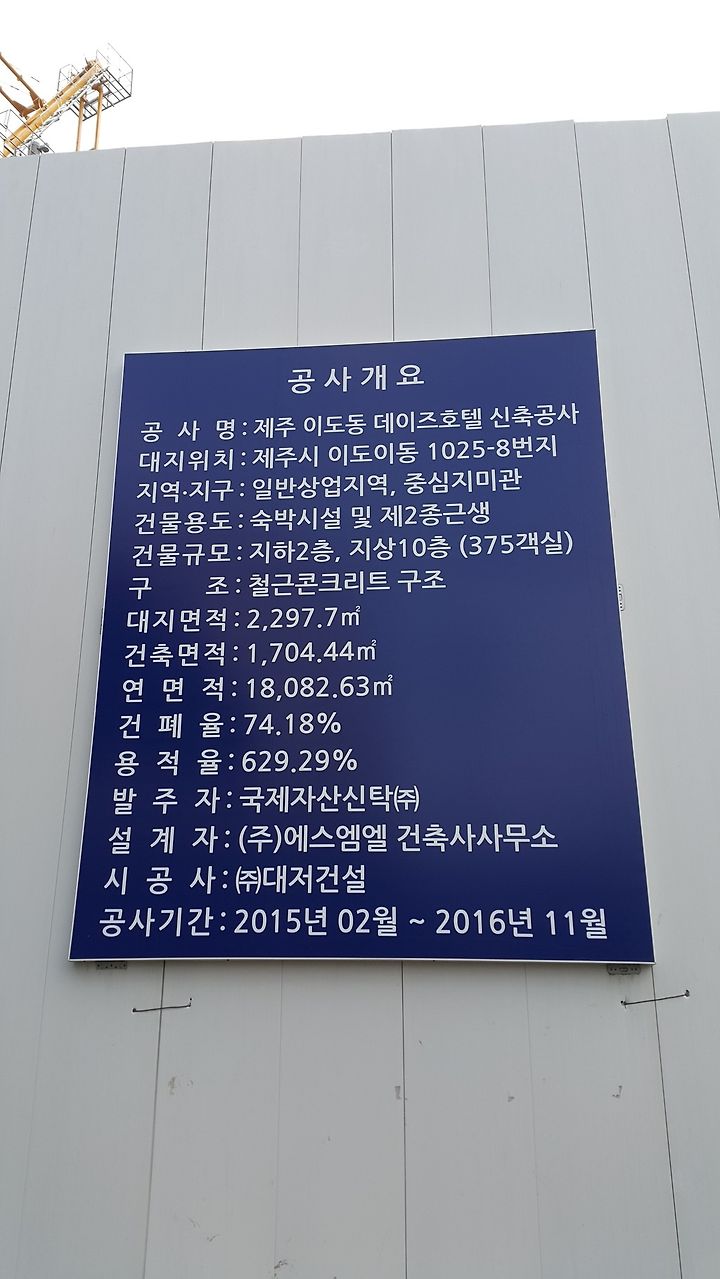 공사개요
공 사 명 : 제주 이도동 데이즈호텔 신축공사
대지위치 : 제주시 이도이동 1025-8번지
지역·지구 : 일반상업지역, 중심지미관
건물용도 : 숙박시설 및 제2종근생
건물규모 : 지하2층, 지상10층 (375객실)
구 조 : 철근콘크리트 구조
대지면적 : 2,297.7㎡
건축면적 : 1,704.44㎡
연 면 적 : 18,082.63㎡
건 폐 율 : 74.18%
용 적 율 : 629.29%
발 주 자 : 국제자산신탁㈜
설 계 자 : (주)에스엠엘 건축사사무소
시 공 사 : ㈜대저건설
공사기간 : 2015년 02월 ~ 2016년 11월